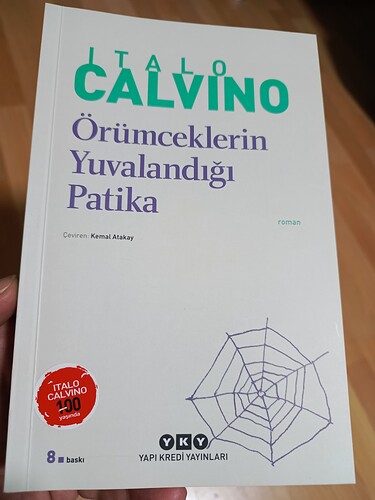 ITALO
CALVINO
Örümceklerin
Yuvalandığı
Patika
roman
Çeviren: Kemal Atakay
ITALO
CALVINO
100
yaşında
8. baskı
YKY
YAPI KREDİ YAYINLARI